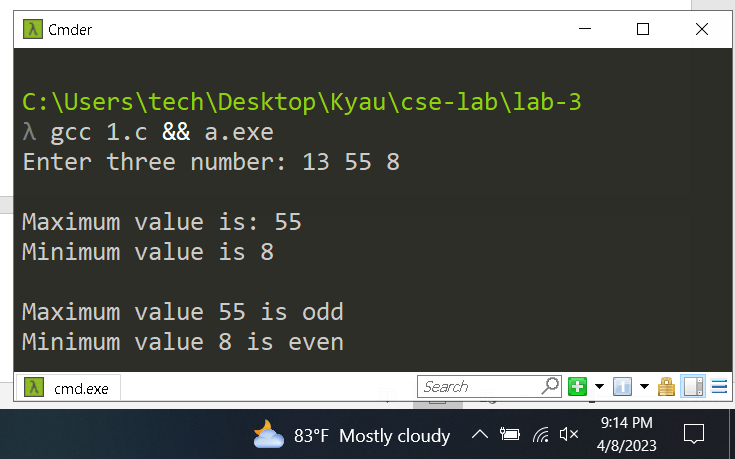 Cmder
C:\Users\tech\Desktop\Kyau\cse-lab\lab-3
λ gcc 1.c && a.exe
Enter three number: 13 55 8
Maximum value is: 55
Minimum value is 8
Maximum value 55 is odd
Minimum value 8 is even
λ cmd.exe Search
83°F Mostly cloudy 9:14 PM
4/8/2023